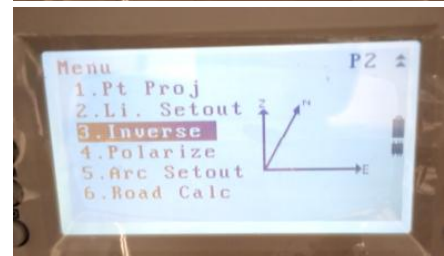 Menu P2
1.Pt Proj
2.Li. Setout
3.Inverse
4.Polarize
5.Arc Setout
6.Road Calc
Z N
E